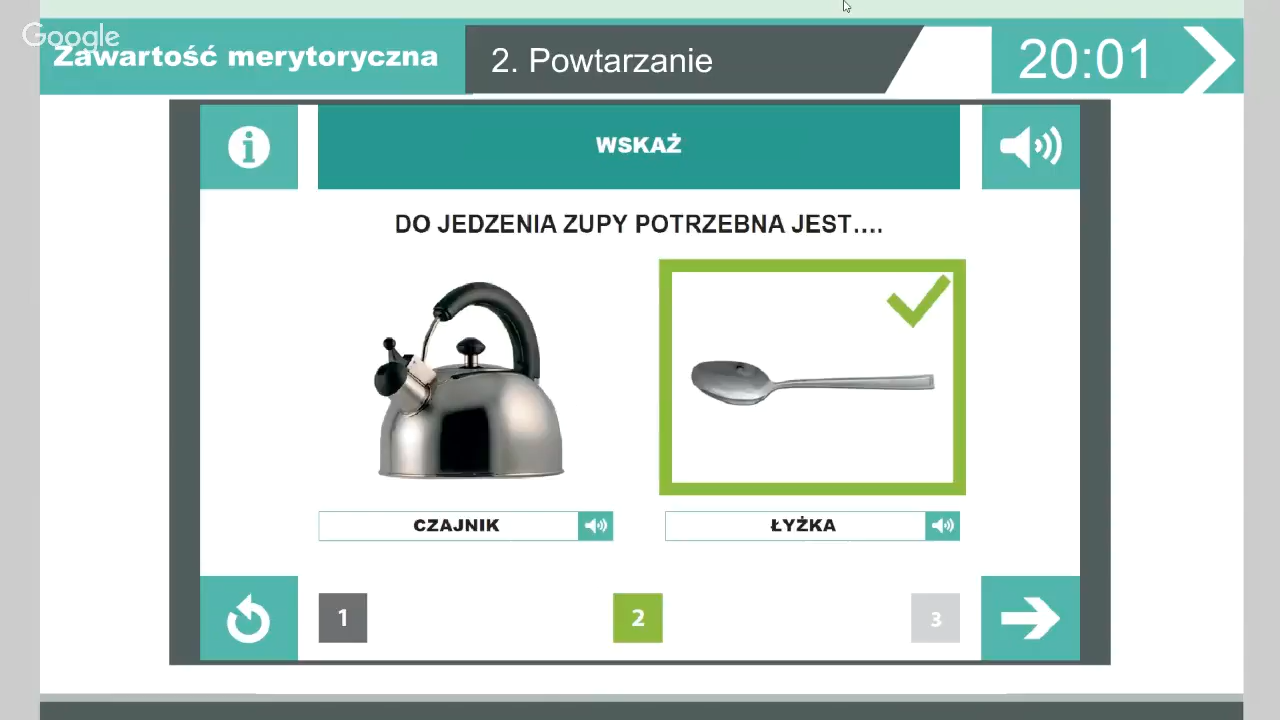 Google
Zawartość merytoryczna
2. Powtarzanie
20:01
WSKAŻ
DO JEDZENIA ZUPY POTRZEBNA JEST....
CZAJNIK
ŁYŻKA
1
2
3